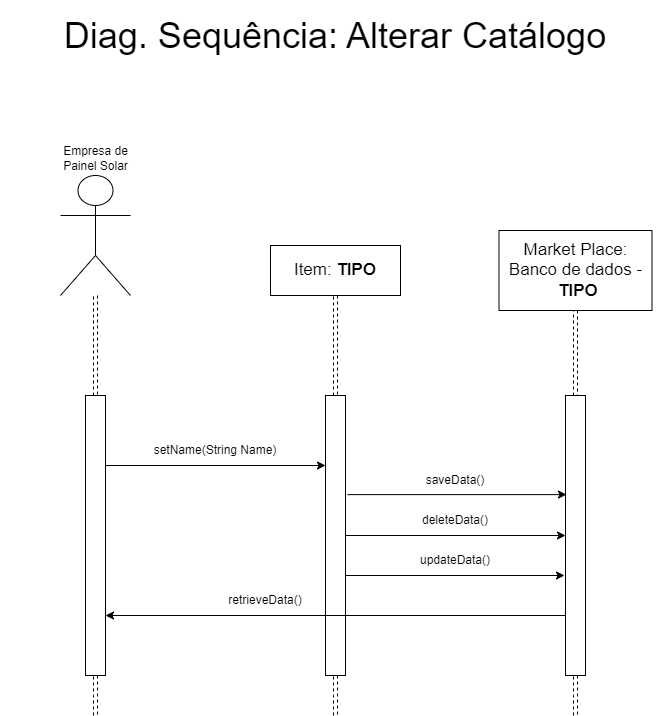 Diag. Sequência: Alterar Catálogo
Empresa de
Painel Solar
Item: TIPO
Market Place:
Banco de dados -
TIPO
setName(String Name)
saveData()
deleteData()
updateData()
retrieveData()